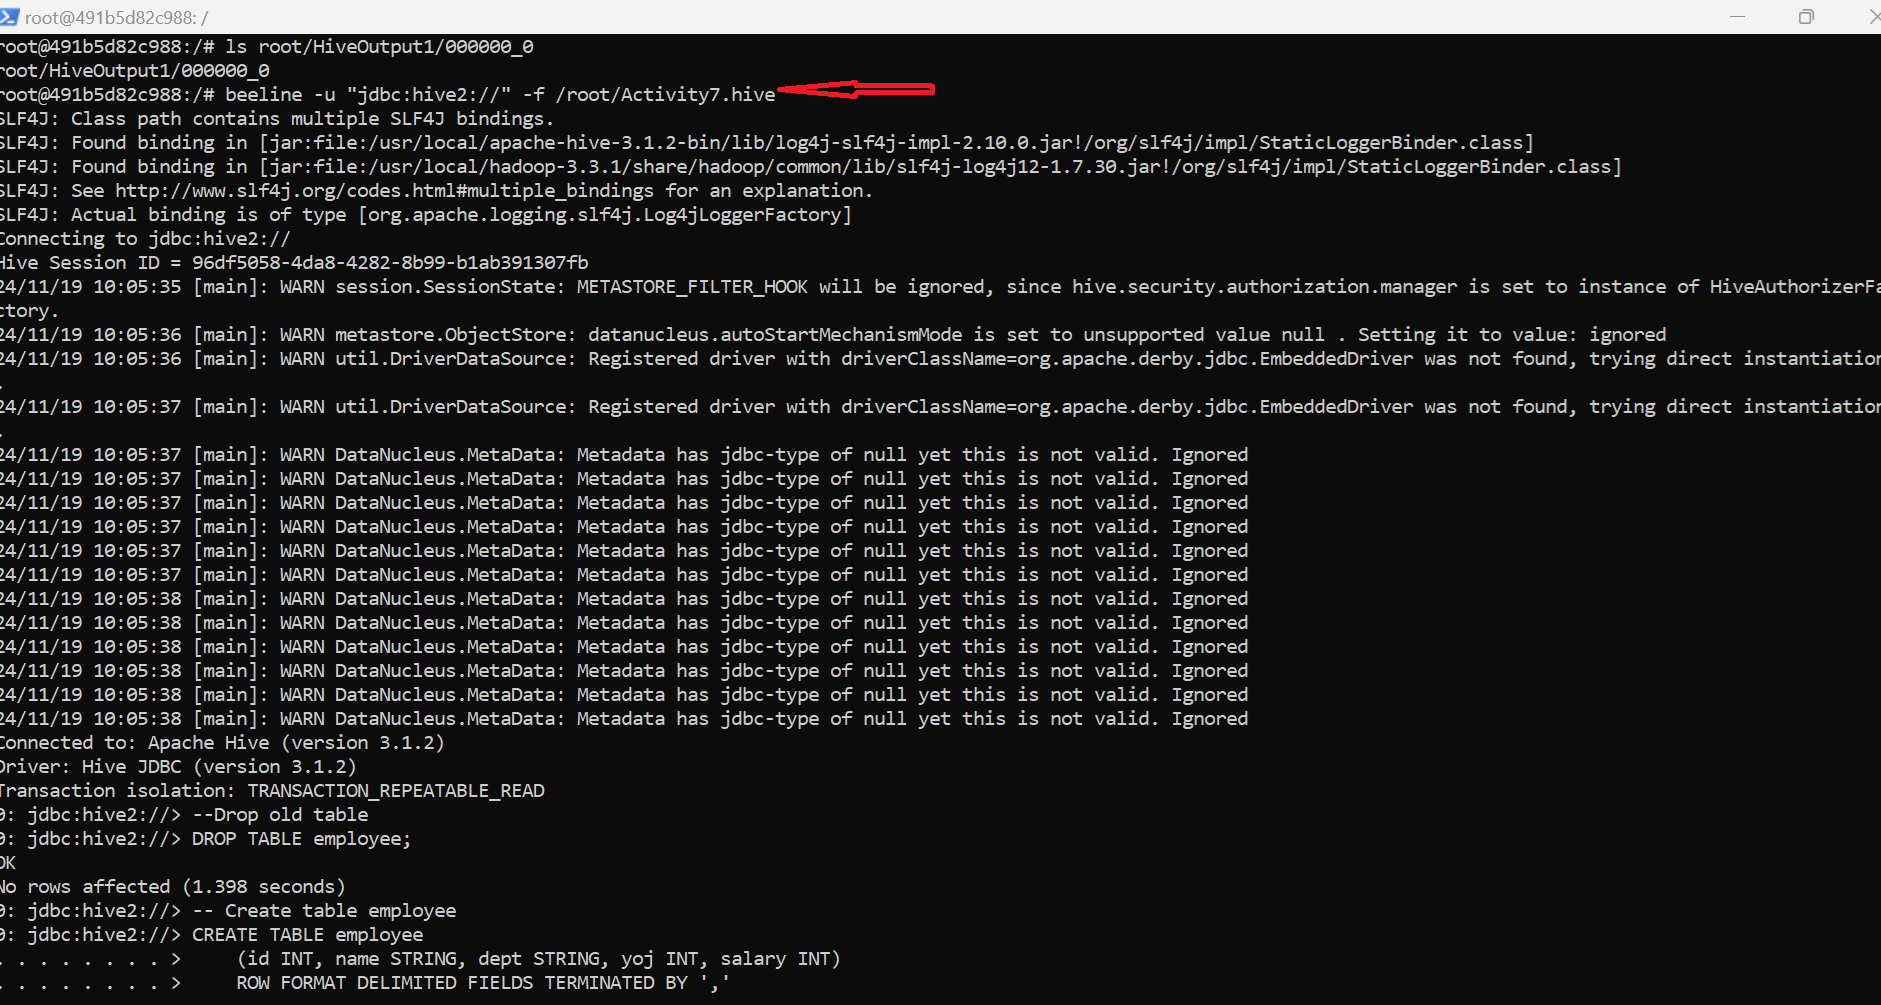 root@491b5d82c988: /
root@491b5d82c988:/# ls root/HiveOutput1/000000_0
root/HiveOutput1/000000_0
root@491b5d82c988:/# beeline -u "jdbc:hive2://" -f /root/Activity7.hive
SLF4J: Class path contains multiple SLF4J bindings.
SLF4J: Found binding in [jar:file:/usr/local/apache-hive-3.1.2-bin/lib/log4j-slf4j-impl-2.10.0.jar!/org/slf4j/impl/StaticLoggerBinder.class]
SLF4J: Found binding in [jar:file:/usr/local/hadoop-3.3.1/share/hadoop/common/lib/slf4j-log4j12-1.7.30.jar!/org/slf4j/impl/StaticLoggerBinder.class]
SLF4J: See http://www.slf4j.org/codes.html#multiple_bindings for an explanation.
SLF4J: Actual binding is of type [org.apache.logging.slf4j.Log4jLoggerFactory]
Connecting to jdbc:hive2://
Hive Session ID = 96df5058-4da8-4282-8b99-b1ab391307fb
24/11/19 10:05:35 [main]: WARN session.SessionState: METASTORE_FILTER_HOOK will be ignored, since hive.security.authorization.manager is set to instance of HiveAuthorizerFa
ctory.
24/11/19 10:05:36 [main]: WARN metastore.ObjectStore: datanucleus.autoStartMechanismMode is set to unsupported value null . Setting it to value: ignored
24/11/19 10:05:36 [main]: WARN util.DriverDataSource: Registered driver with driverClassName=org.apache.derby.jdbc.EmbeddedDriver was not found, trying direct instantiation
.
24/11/19 10:05:37 [main]: WARN util.DriverDataSource: Registered driver with driverClassName=org.apache.derby.jdbc.EmbeddedDriver was not found, trying direct instantiation
.
24/11/19 10:05:37 [main]: WARN DataNucleus.MetaData: Metadata has jdbc-type of null yet this is not valid. Ignored
24/11/19 10:05:37 [main]: WARN DataNucleus.MetaData: Metadata has jdbc-type of null yet this is not valid. Ignored
24/11/19 10:05:37 [main]: WARN DataNucleus.MetaData: Metadata has jdbc-type of null yet this is not valid. Ignored
24/11/19 10:05:37 [main]: WARN DataNucleus.MetaData: Metadata has jdbc-type of null yet this is not valid. Ignored
24/11/19 10:05:37 [main]: WARN DataNucleus.MetaData: Metadata has jdbc-type of null yet this is not valid. Ignored
24/11/19 10:05:37 [main]: WARN DataNucleus.MetaData: Metadata has jdbc-type of null yet this is not valid. Ignored
24/11/19 10:05:38 [main]: WARN DataNucleus.MetaData: Metadata has jdbc-type of null yet this is not valid. Ignored
24/11/19 10:05:38 [main]: WARN DataNucleus.MetaData: Metadata has jdbc-type of null yet this is not valid. Ignored
24/11/19 10:05:38 [main]: WARN DataNucleus.MetaData: Metadata has jdbc-type of null yet this is not valid. Ignored
24/11/19 10:05:38 [main]: WARN DataNucleus.MetaData: Metadata has jdbc-type of null yet this is not valid. Ignored
24/11/19 10:05:38 [main]: WARN DataNucleus.MetaData: Metadata has jdbc-type of null yet this is not valid. Ignored
24/11/19 10:05:38 [main]: WARN DataNucleus.MetaData: Metadata has jdbc-type of null yet this is not valid. Ignored
Connected to: Apache Hive (version 3.1.2)
Driver: Hive JDBC (version 3.1.2)
Transaction isolation: TRANSACTION_REPEATABLE_READ
0: jdbc:hive2://> --Drop old table
0: jdbc:hive2://> DROP TABLE employee;
OK
No rows affected (1.398 seconds)
0: jdbc:hive2://> -- Create table employee
0: jdbc:hive2://> CREATE TABLE employee
. . . . . . . . >     (id INT, name STRING, dept STRING, yoj INT, salary INT)
. . . . . . . . >     ROW FORMAT DELIMITED FIELDS TERMINATED BY ','